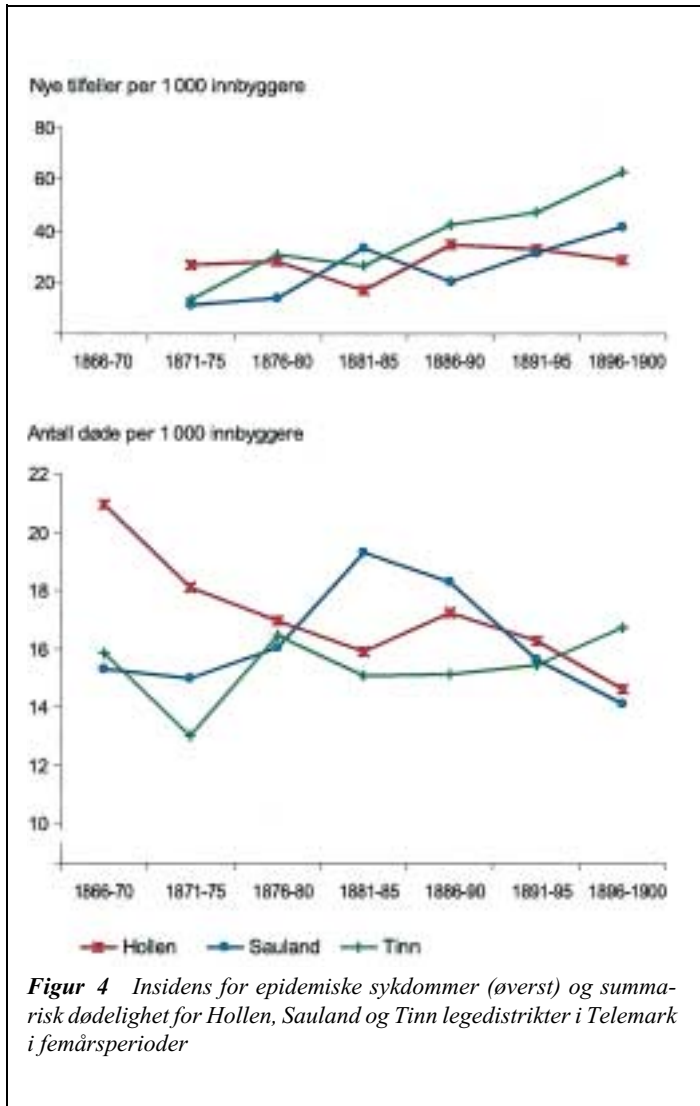 Nye tilfeller per 1 000 innbyggere
80
60
40
20
1866-70 1871-75 1876-80 1881-85 1886-90 1891-95 1896-1900
Antall døde per 1 000 innbyggere
22
20
18
16
14
12
10
1866-70 1871-75 1876-80 1881-85 1886-90 1891-95 1896-1900
Hollen Sauland Tinn
Figur 4 Insidens for epidemiske sykdommer (øverst) og summa-
risk dødelighet for Hollen, Sauland og Tinn legedistrikter i Telemark
i femårsperioder